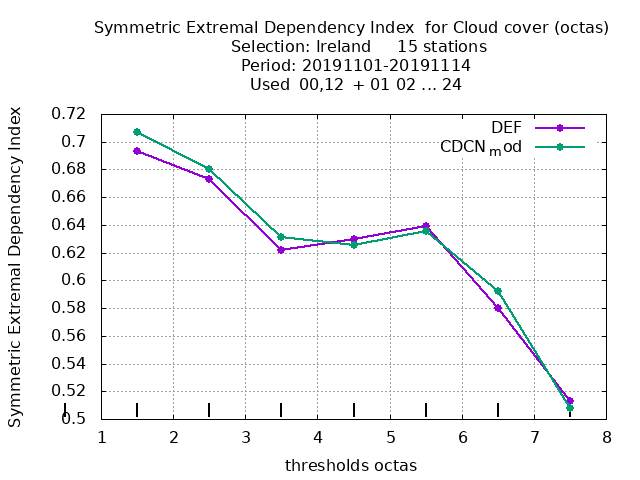 Symmetric Extremal Dependency Index for Cloud cover (octas)
Selection: Ireland 15 stations
Period: 20191101-20191114
Used 00,12 + 01 02 ... 24
Symmetric Extremal Dependency Index
0.72
0.7
0.68
0.66
0.64
0.62
0.6
0.58
0.56
0.54
0.52
0.5
DEF
CDCN_mod
1 2 3 4 5 6 7 8
thresholds octas